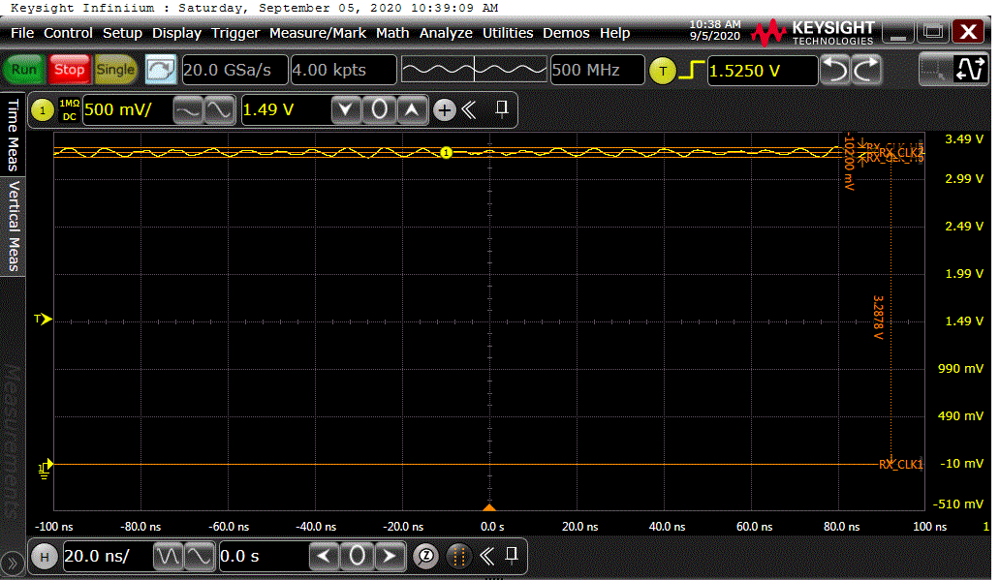 Keysight Infiniium : Saturday, September 05, 2020 10:39:09 AM
File Control Setup Display Trigger Measure/Mark Math Analyze Utilities Demos Help
10:38 AM
9/5/2020
KEYSIGHT
TECHNOLOGIES
Run Stop Single 20.0 GSa/s 4.00 kpts 500 MHz T 1.5250 V
1 1MΩ DC 500 mV/ 1.49 V
Time Meas
Vertical Meas
Measurements
1
-102.00 mV
RX_CLK2
3.2878 V
RX_CLK1
T
1
3.49 V
2.99 V
2.49 V
1.99 V
1.49 V
990 mV
490 mV
-10 mV
-510 mV
-100 ns -80.0 ns -60.0 ns -40.0 ns -20.0 ns 0.0 s 20.0 ns 40.0 ns 60.0 ns 80.0 ns 100 ns 1
H 20.0 ns/ 0.0 s Z